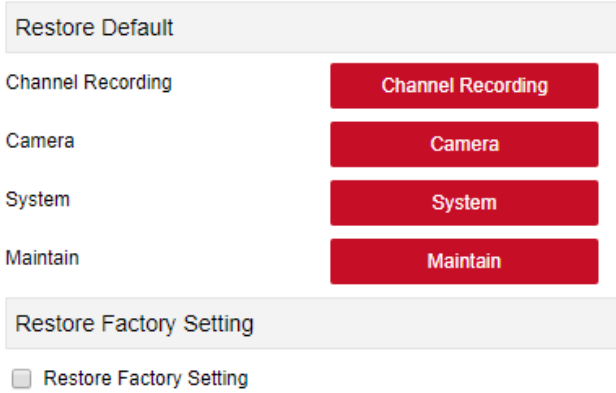 Restore Default
Channel Recording Channel Recording
Camera Camera
System System
Maintain Maintain
Restore Factory Setting
Restore Factory Setting